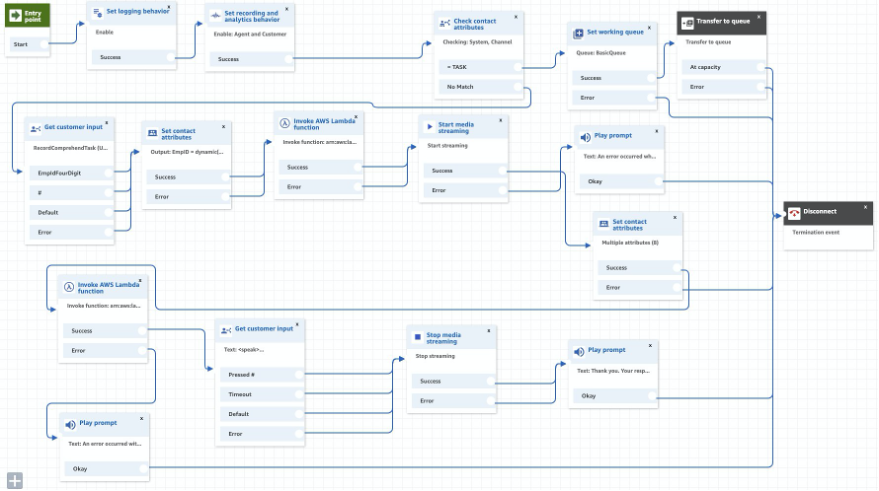 Entry
point
Start
Set logging behavior
Enable
Success
Set recording and
analytics behavior
Enable: Agent and Customer
Success
Check contact
attributes
Checking: System, Channel
= TASK
No Match
Set working queue
Queue: BasicQueue
Success
Error
Transfer to queue
Transfer to queue
At capacity
Error
Get customer input
RecordComprehendTask (U...
EmpIdFourDigit
#
Default
Error
Set contact
attributes
Output: EmpID = dynamic(...
Success
Error
Invoke AWS Lambda
function
Invoke function: arn:aws:la...
Success
Error
Start media
streaming
Start streaming
Success
Error
Play prompt
Text: An error occurred wit...
Okay
Set contact
attributes
Multiple attributes (8)
Success
Error
Disconnect
Termination event
Invoke AWS Lambda
function
Invoke function: arn:aws:la...
Success
Error
Get customer input
Text: <speak>...
Pressed #
Timeout
Default
Error
Stop media
streaming
Stop streaming
Success
Error
Play prompt
Text: Thank you, Your resp...
Okay
Play prompt
Text: An error occurred wit...
Okay